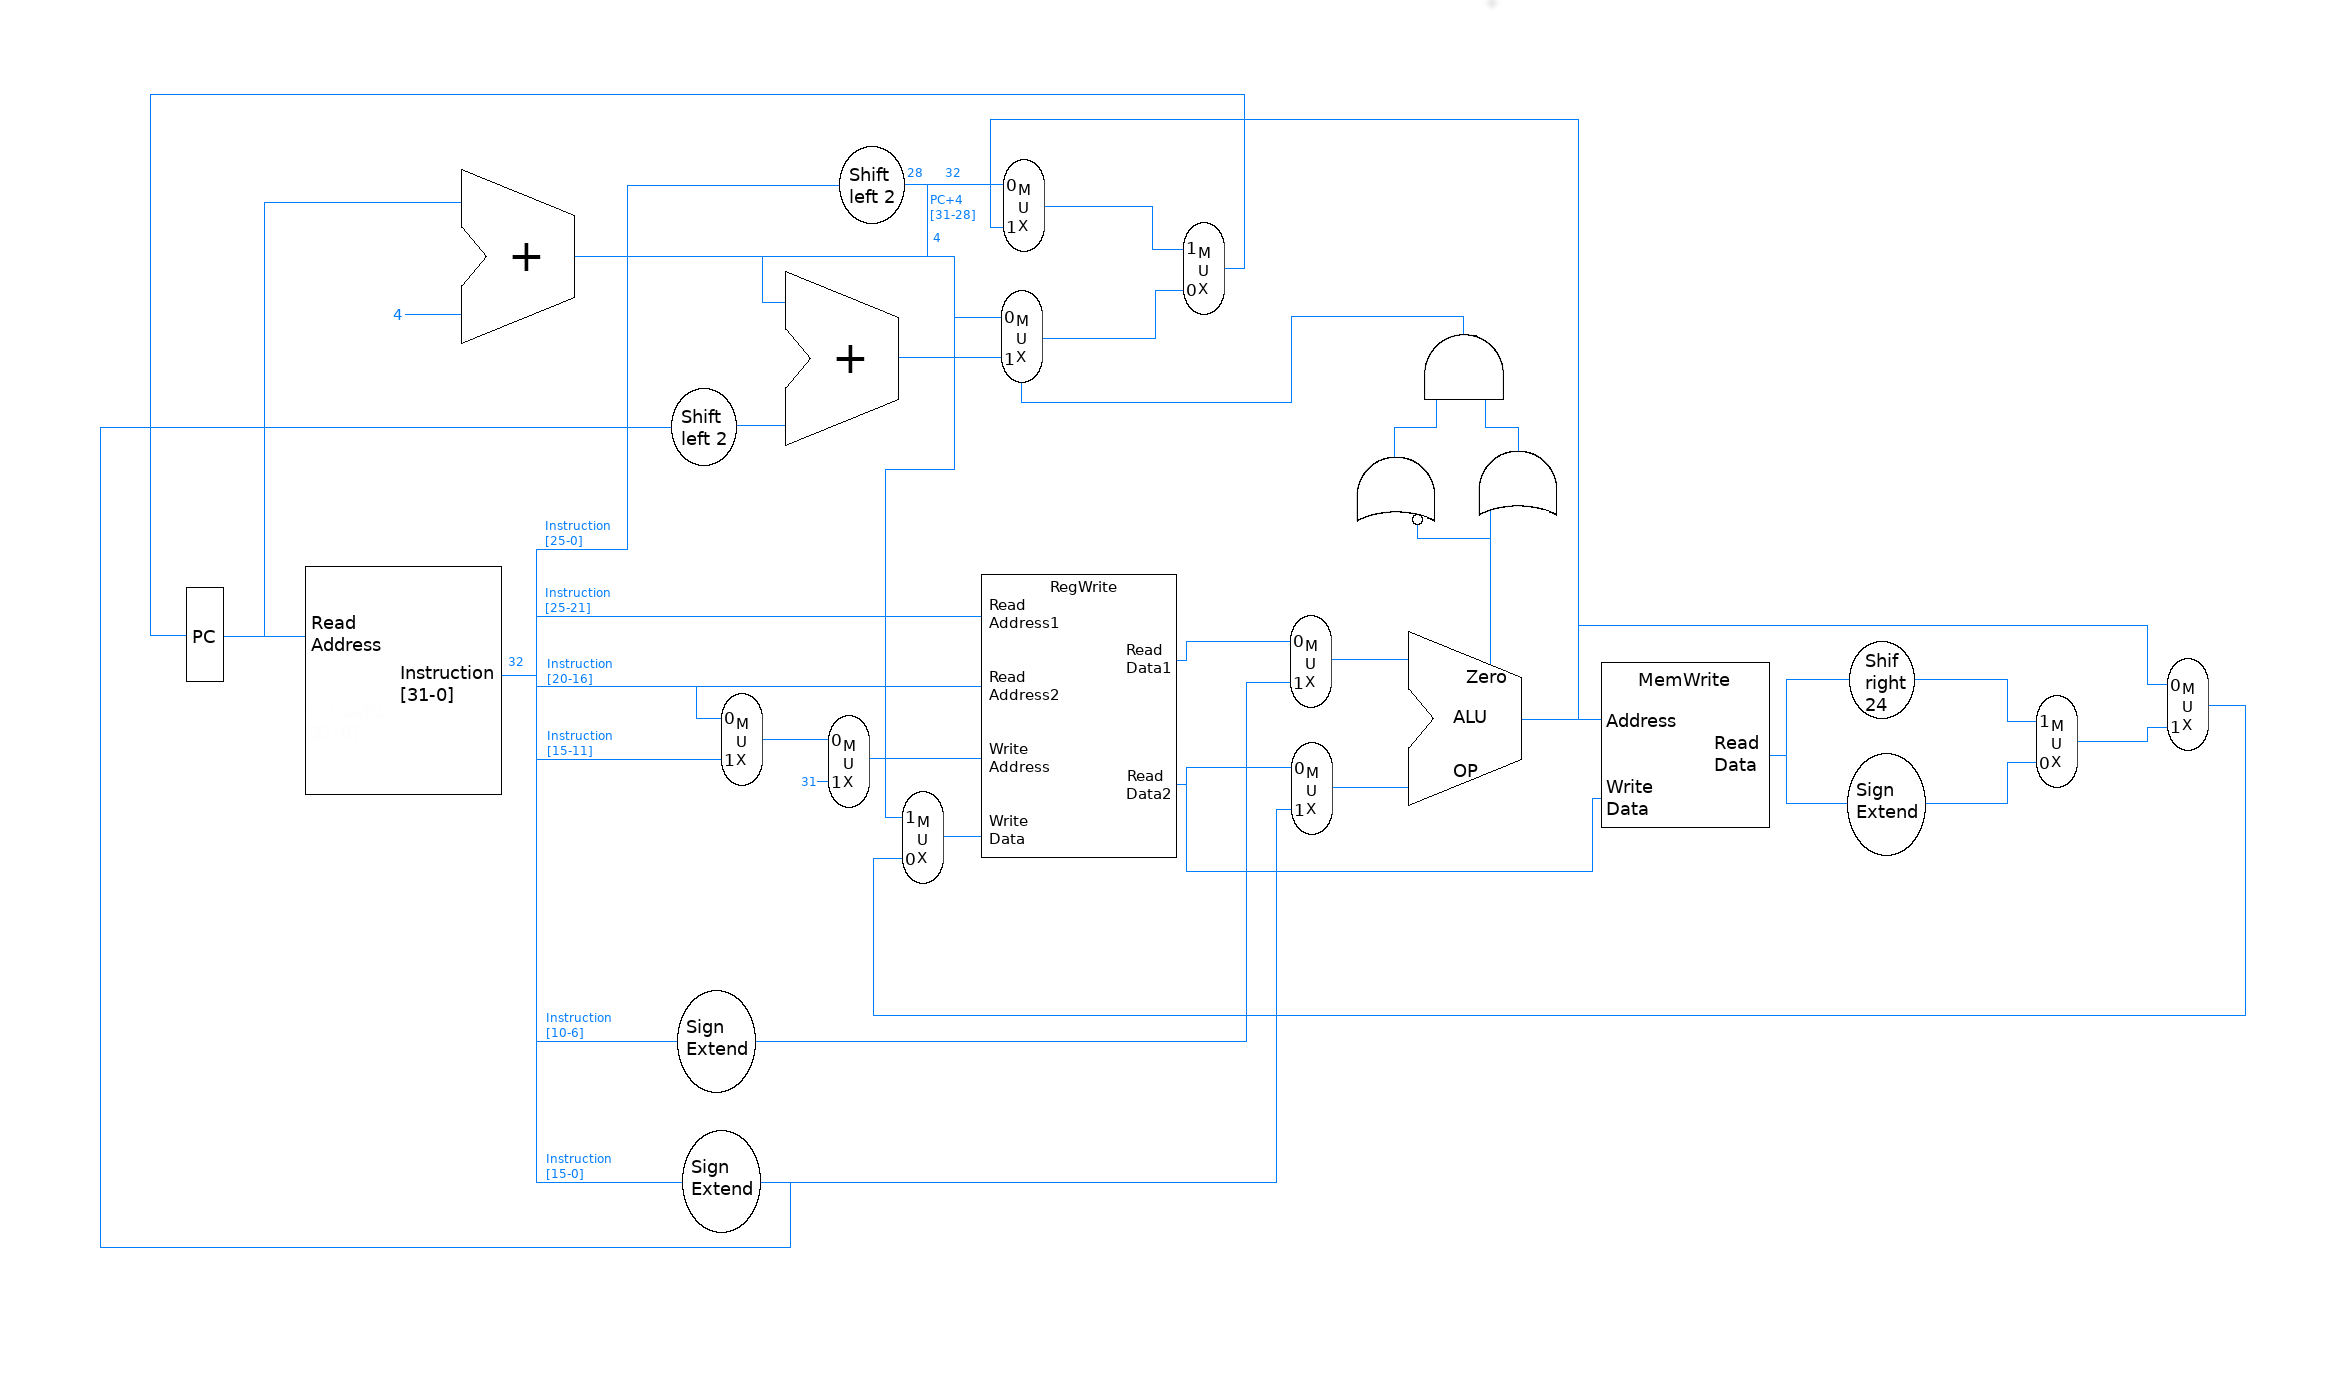 Shift
left 2
28
32
PC+4
[31-28]
4
0
M
U
X
1
1
M
U
X
0
+
4
+
0
M
U
X
1
Shift
left 2
Instruction
[25-0]
PC
Read
Address
Instruction
[31-0]
32
Instruction
[25-21]
Instruction
[20-16]
Instruction
[15-11]
0
M
U
1
X
0
M
U
31
1
X
1
M
U
0
X
RegWrite
Read
Address1
Read
Address2
Write
Address
Write
Data
Read
Data1
Read
Data2
0
M
U
1
X
0
M
U
1
X
Zero
ALU
OP
MemWrite
Address
Read
Data
Write
Data
Shif
right
24
Sign
Extend
1
M
U
0
X
0
M
U
1
X
Instruction
[10-6]
Sign
Extend
Instruction
[15-0]
Sign
Extend